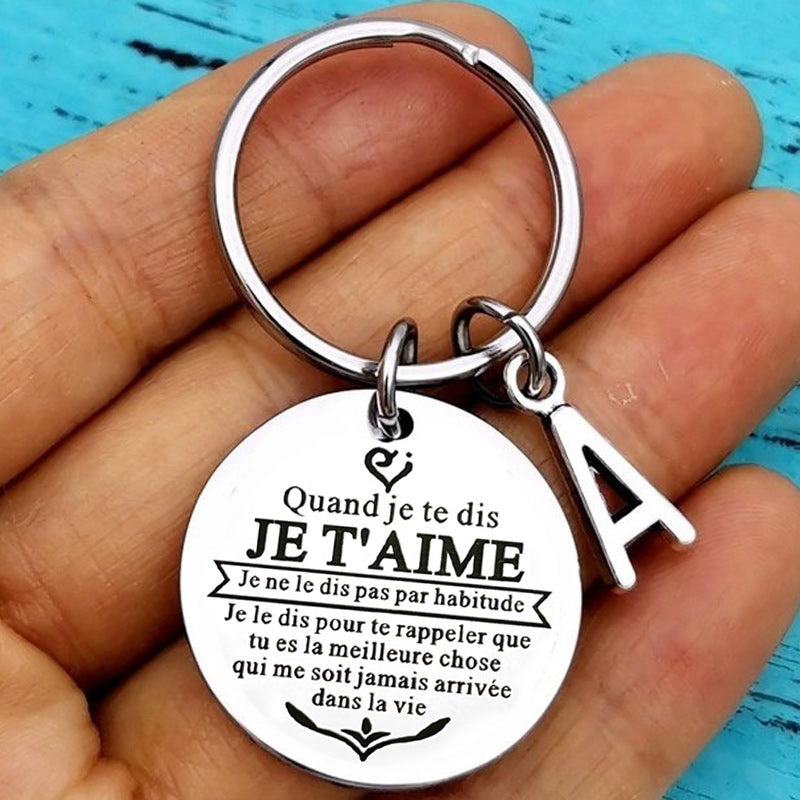 Quand je te dis
JE T'AIME
Je ne le dis pas par habitude
Je le dis pour te rappeler que
tu es la meilleure chose
qui me soit jamais arrivée
dans la vie
A